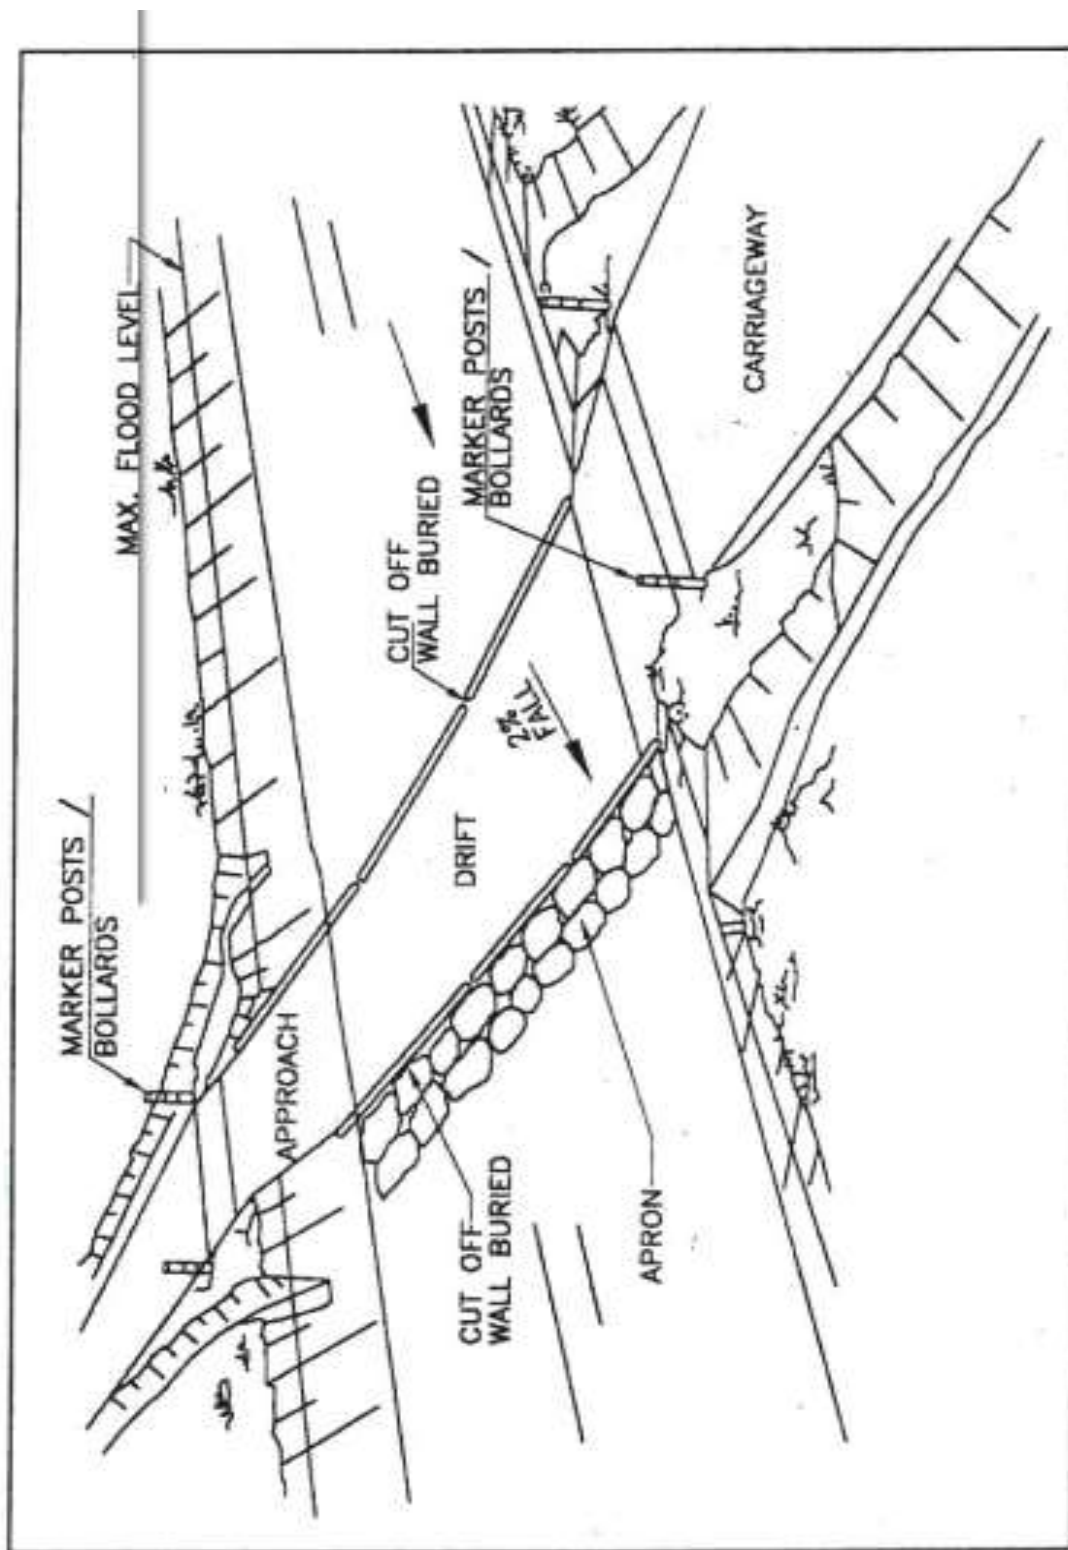 MAX. FLOOD LEVEL
MARKER POSTS /
BOLLARDS
CUT OFF
WALL BURIED
MARKER POSTS /
BOLLARDS
CARRIAGEWAY
2%
FALL
DRIFT
APPROACH
CUT OFF
WALL BURIED
APRON